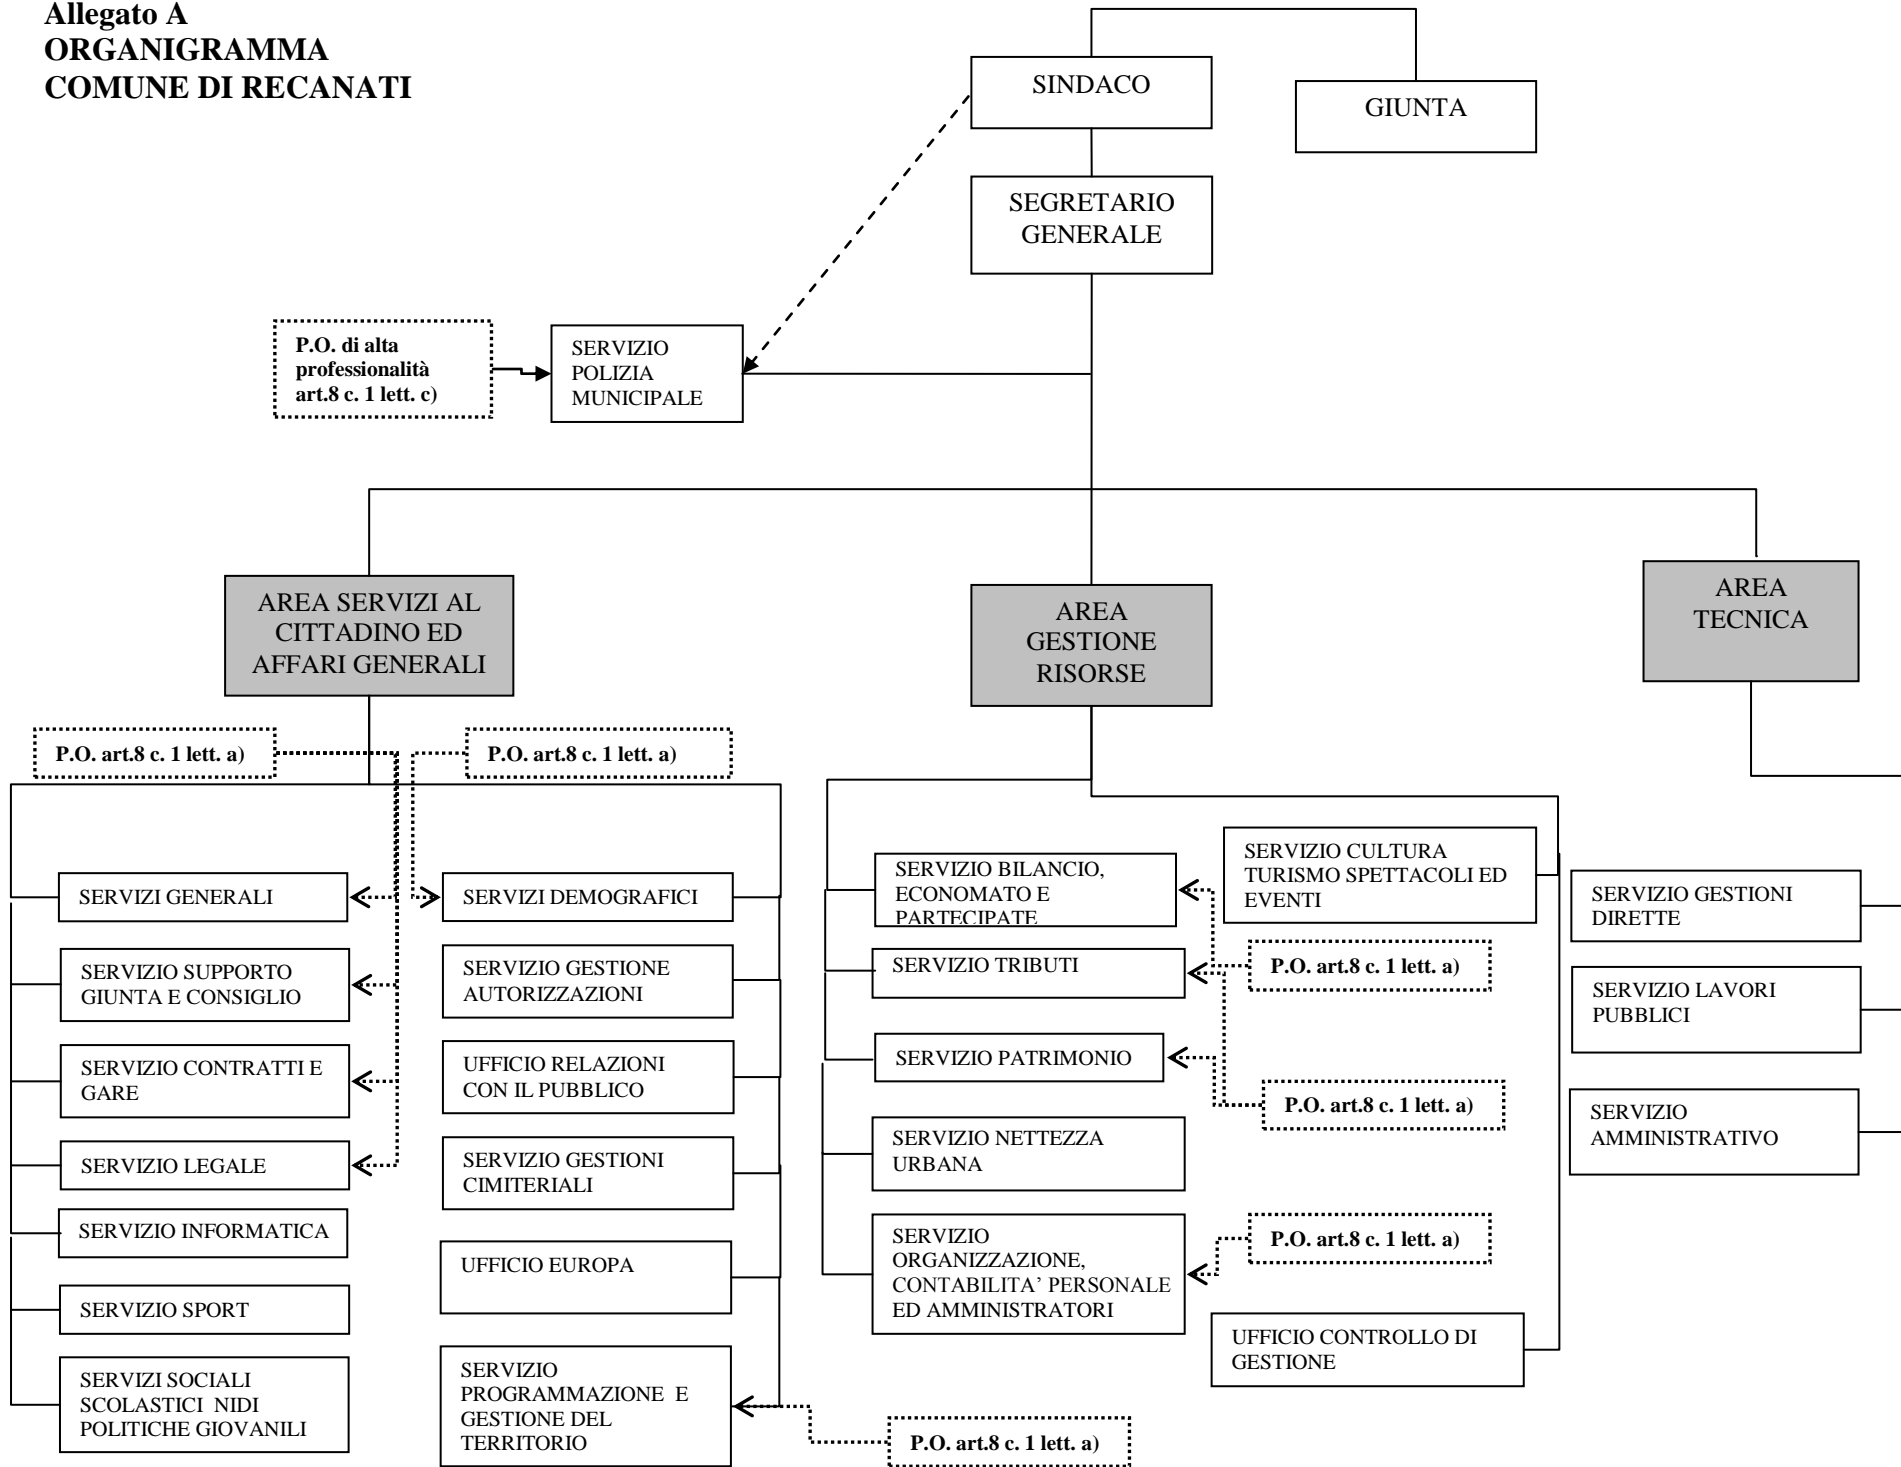 Allegato A
ORGANIGRAMMA
COMUNE DI RECANATI
SINDACO
GIUNTA
SEGRETARIO
GENERALE
P.O. di alta
professionalità
art.8 c. 1 lett. c)
SERVIZIO
POLIZIA
MUNICIPALE
AREA SERVIZI AL
CITTADINO ED
AFFARI GENERALI
AREA
GESTIONE
RISORSE
AREA
TECNICA
P.O. art.8 c. 1 lett. a)
P.O. art.8 c. 1 lett. a)
SERVIZI GENERALI
SERVIZIO SUPPORTO
GIUNTA E CONSIGLIO
SERVIZIO CONTRATTI E
GARE
SERVIZIO LEGALE
SERVIZIO INFORMATICA
SERVIZIO SPORT
SERVIZI SOCIALI
SCOLASTICI NIDI
POLITICHE GIOVANILI
SERVIZI DEMOGRAFICI
SERVIZIO GESTIONE
AUTORIZZAZIONI
UFFICIO RELAZIONI
CON IL PUBBLICO
SERVIZIO GESTIONI
CIMITERIALI
UFFICIO EUROPA
SERVIZIO
PROGRAMMAZIONE E
GESTIONE DEL
TERRITORIO
P.O. art.8 c. 1 lett. a)
SERVIZIO BILANCIO,
ECONOMATO E
PARTECIPATE
SERVIZIO TRIBUTI
SERVIZIO PATRIMONIO
SERVIZIO NETTEZZA
URBANA
SERVIZIO
ORGANIZZAZIONE,
CONTABILITA’ PERSONALE
ED AMMINISTRATORI
SERVIZIO CULTURA
TURISMO SPETTACOLI ED
EVENTI
P.O. art.8 c. 1 lett. a)
P.O. art.8 c. 1 lett. a)
P.O. art.8 c. 1 lett. a)
UFFICIO CONTROLLO DI
GESTIONE
SERVIZIO GESTIONI
DIRETTE
SERVIZIO LAVORI
PUBBLICI
SERVIZIO
AMMINISTRATIVO